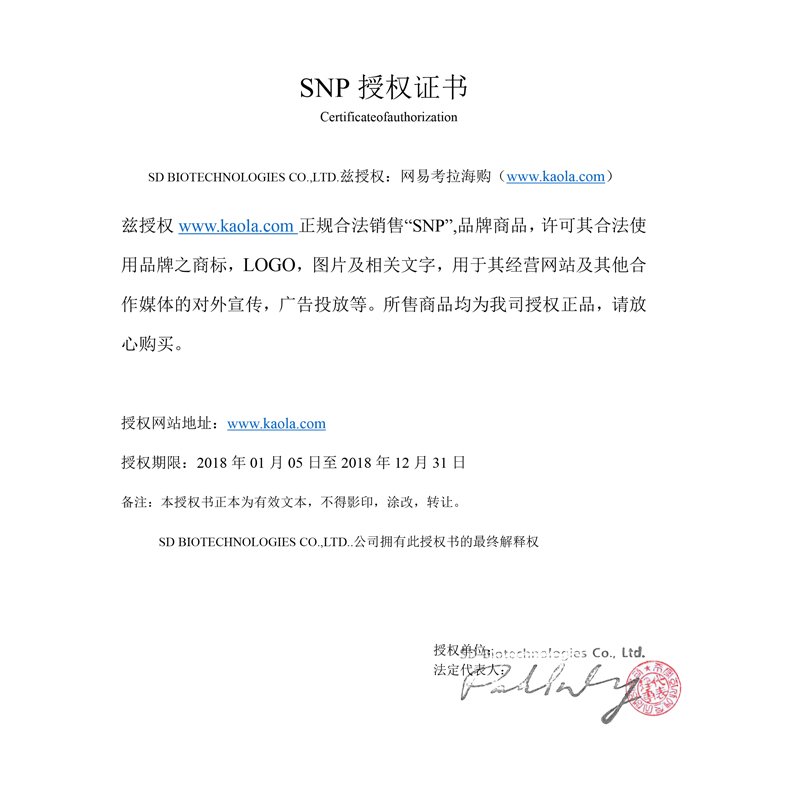 SNP 授权证书
Certificateofauthorization
SD BIOTECHNOLOGIES CO.,LTD.兹授权：网易考拉海购（www.kaola.com）
兹授权 www.kaola.com 正规合法销售“SNP”,品牌商品，许可其合法使
用品牌之商标，LOGO，图片及相关文字，用于其经营网站及其他合
作媒体的对外宣传，广告投放等。所售商品均为我司授权正品，请放
心购买。
授权网站地址：www.kaola.com
授权期限：2018 年 01 月 05 日至 2018 年 12 月 31 日
备注：本授权书正本为有效文本，不得影印，涂改，转让。
SD BIOTECHNOLOGIES CO.,LTD..公司拥有此授权书的最终解释权
授权单位：SD Biotechnologies Co., Ltd.
法定代表人：